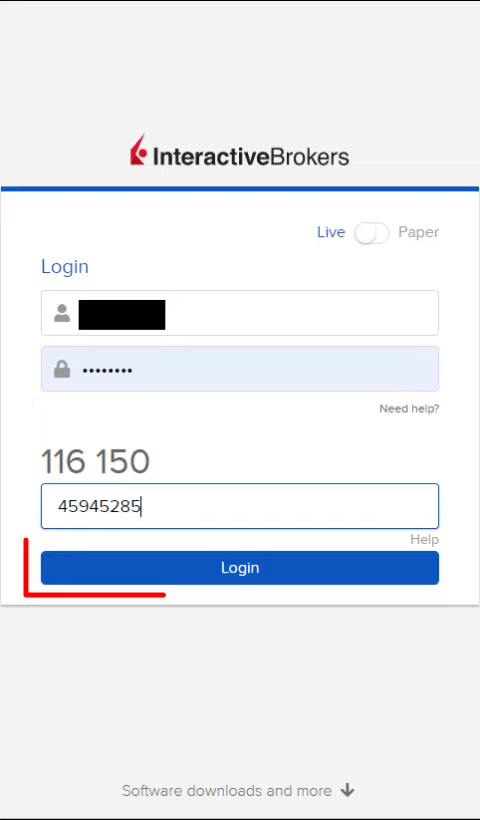 InteractiveBrokers
Live Paper
Login
••••••••
Need help?
116 150
45945285
Help
Login
Software downloads and more